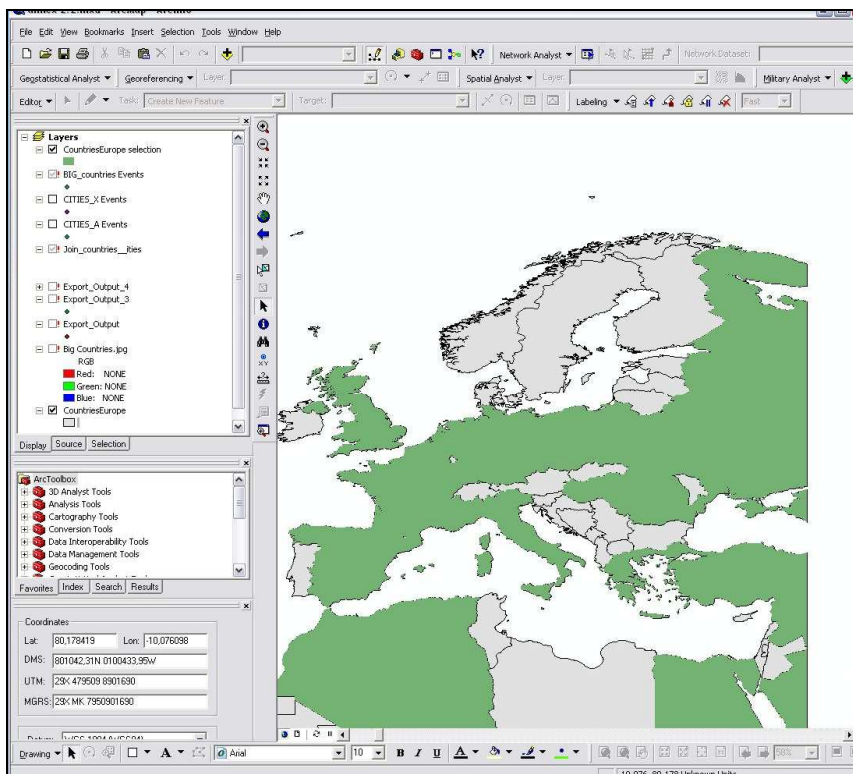 File Edit View Bookmarks Insert Selection Tools Window Help
Network Analyst Network Dataset:
Geostatistical Analyst Georeferencing Layer: Spatial Analyst Layer: Military Analyst
Editor Task: Create New Feature Target: Labeling Fast
Layers
CountriesEurope selection
BIG_countries Events
CITIES_X Events
CITIES_A Events
Join_countries__ities
Export_Output_4
Export_Output_3
Export_Output
Big Countries.jpg
RGB
Red: NONE
Green: NONE
Blue: NONE
CountriesEurope
Display Source Selection
ArcToolbox
3D Analyst Tools
Analysis Tools
Cartography Tools
Conversion Tools
Data Interoperability Tools
Data Management Tools
Geocoding Tools
Favorites Index Search Results
Coordinates
Lat: 80,178419 Lon: -10,076098
DMS: 801042,31N 0100433,95W
UTM: 29X 479509 8901690
MGRS: 29X MK 7950901690
Drawing A Arial 10 B I U A 58%